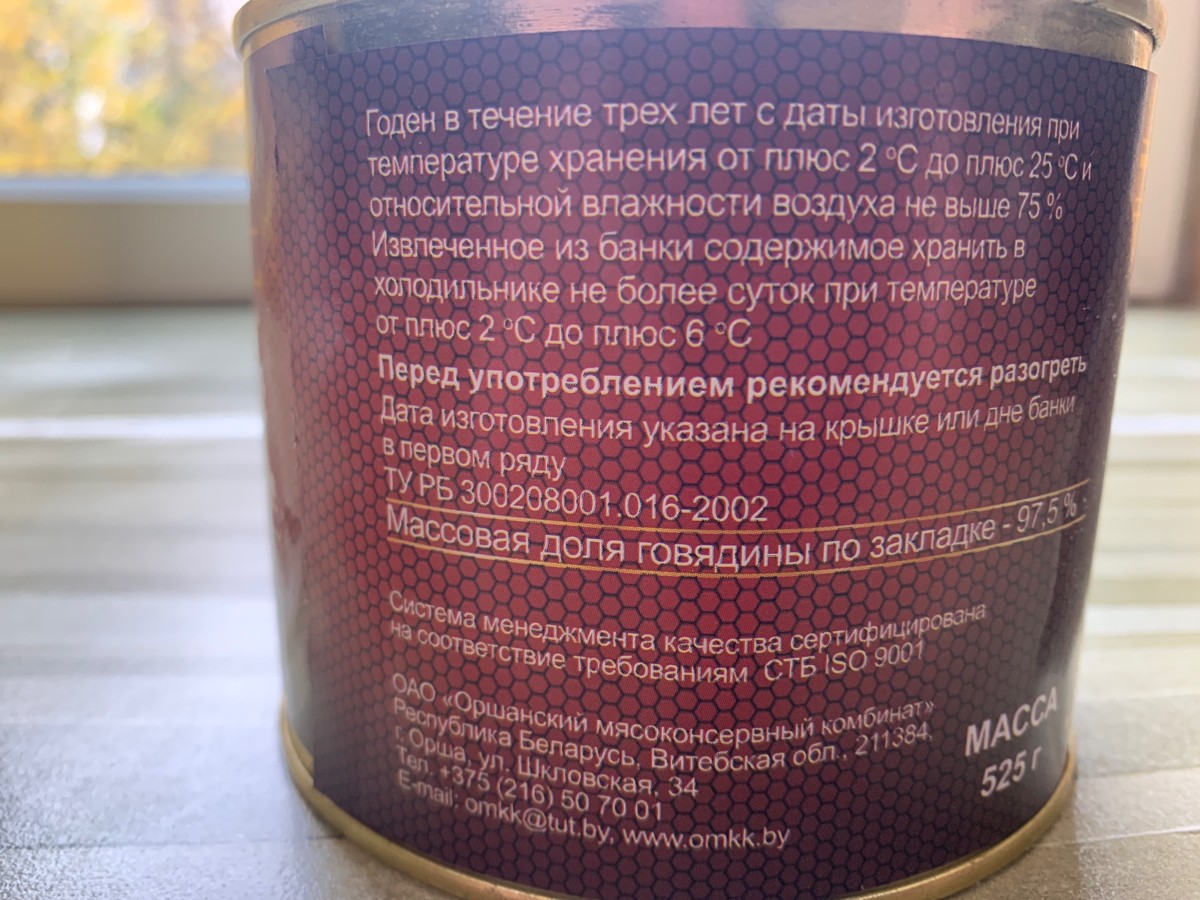 Годен в течение трех лет с даты изготовления при
температуре хранения от плюс 2 °С до плюс 25 °С и
относительной влажности воздуха не выше 75 %
Извлеченное из банки содержимое хранить в
холодильнике не более суток при температуре
от плюс 2 °С до плюс 6 °С
Перед употреблением рекомендуется разогреть
Дата изготовления указана на крышке или дне банки
в первом ряду
ТУ РБ 300208001.016-2002
Массовая доля говядины по закладке - 97,5 %
Система менеджмента качества сертифицирована
на соответствие требованиям СТБ ISO 9001
ОАО «Оршанский мясоконсервный комбинат»
Республика Беларусь, Витебская обл., 211384,
г. Орша, ул. Шкловская, 34
Тел. +375 (216) 50 70 01
E-mail: omkk@tut.by, www.omkk.by
МАССА
525 г